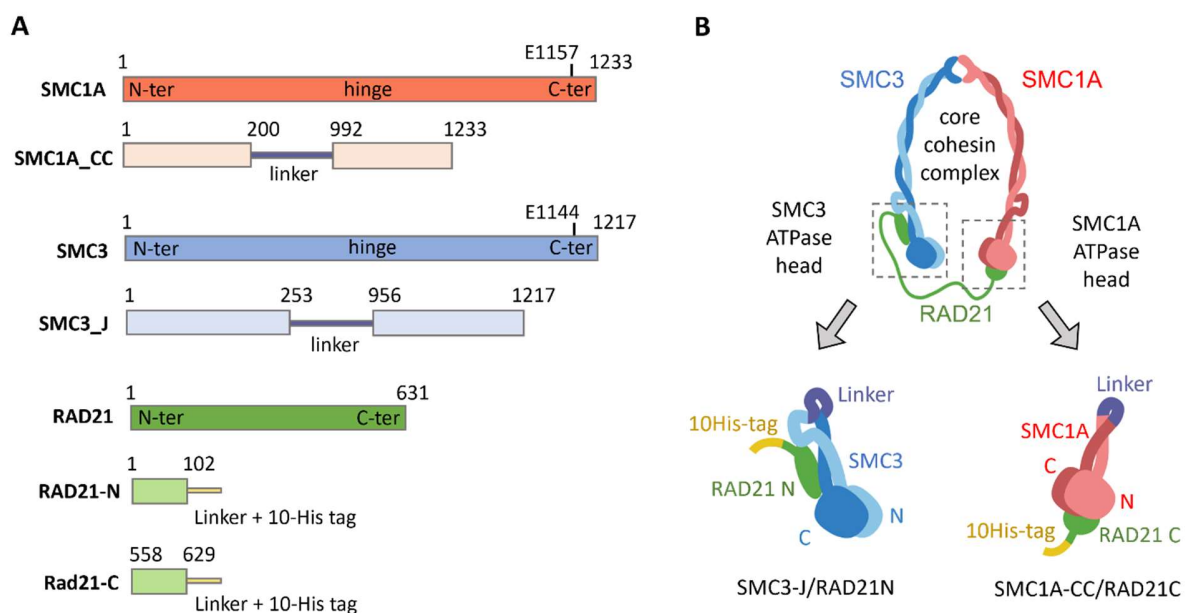 A
1
E1157
1233
SMC1A
N-ter
hinge
C-ter
1
200
992
1233
SMC1A_CC
linker
1
E1144
1217
SMC3
N-ter
hinge
C-ter
1
253
956
1217
SMC3_J
linker
1
631
RAD21
N-ter
C-ter
1
102
RAD21-N
Linker + 10-His tag
558
629
Rad21-C
Linker + 10-His tag
B
SMC3
SMC1A
core
cohesin
complex
SMC3
ATPase
head
SMC1A
ATPase
head
RAD21
Linker
10His-tag
SMC3
RAD21 N
C
N
SMC3-J/RAD21N
Linker
SMC1A
C
N
10His-tag
RAD21 C
SMC1A-CC/RAD21C